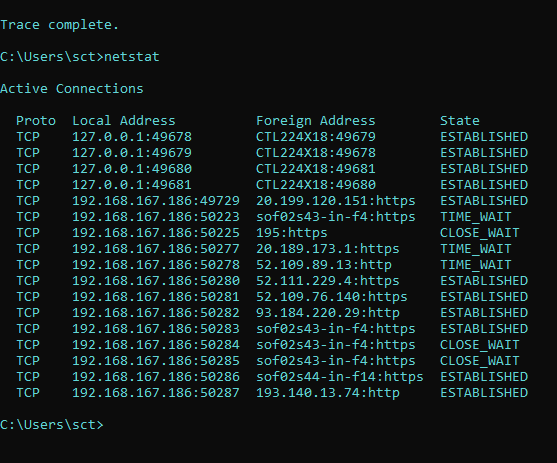 Trace complete.
C:\Users\sct>netstat
Active Connections
Proto  Local Address          Foreign Address        State
TCP    127.0.0.1:49678        CTL224X18:49679        ESTABLISHED
TCP    127.0.0.1:49679        CTL224X18:49678        ESTABLISHED
TCP    127.0.0.1:49680        CTL224X18:49681        ESTABLISHED
TCP    127.0.0.1:49681        CTL224X18:49680        ESTABLISHED
TCP    192.168.167.186:49729  20.199.120.151:https   ESTABLISHED
TCP    192.168.167.186:50223  sof02s43-in-f4:https   TIME_WAIT
TCP    192.168.167.186:50225  195:https              CLOSE_WAIT
TCP    192.168.167.186:50277  20.189.173.1:https     TIME_WAIT
TCP    192.168.167.186:50278  52.109.89.13:http      TIME_WAIT
TCP    192.168.167.186:50280  52.111.229.4:https     ESTABLISHED
TCP    192.168.167.186:50281  52.109.76.140:https    ESTABLISHED
TCP    192.168.167.186:50282  93.184.220.29:http     ESTABLISHED
TCP    192.168.167.186:50283  sof02s43-in-f4:https   ESTABLISHED
TCP    192.168.167.186:50284  sof02s43-in-f4:https   CLOSE_WAIT
TCP    192.168.167.186:50285  sof02s43-in-f4:https   CLOSE_WAIT
TCP    192.168.167.186:50286  sof02s44-in-f14:https  ESTABLISHED
TCP    192.168.167.186:50287  193.140.13.74:http     ESTABLISHED
C:\Users\sct>